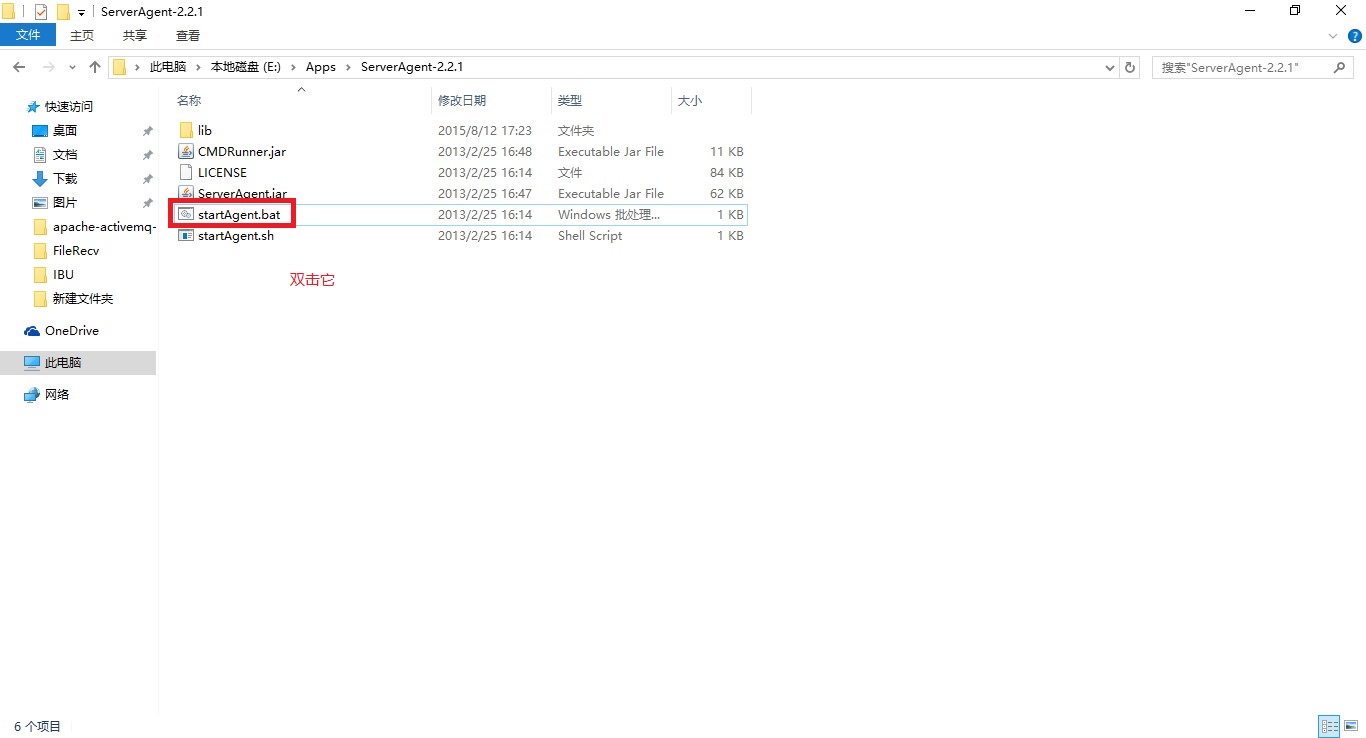 ServerAgent-2.2.1
文件 主页 共享 查看
此电脑 本地磁盘 (E:) Apps ServerAgent-2.2.1 搜索"ServerAgent-2.2.1"
名称 修改日期 类型 大小
快速访问
桌面
文档
下载
图片
apache-activemq-
FileRecv
IBU
新建文件夹
OneDrive
此电脑
网络
lib 2015/8/12 17:23 文件夹
CMDRunner.jar 2013/2/25 16:48 Executable Jar File 11 KB
LICENSE 2013/2/25 16:14 文件 84 KB
ServerAgent.jar 2013/2/25 16:47 Executable Jar File 62 KB
startAgent.bat 2013/2/25 16:14 Windows 批处理... 1 KB
startAgent.sh 2013/2/25 16:14 Shell Script 1 KB
双击它
6 个项目